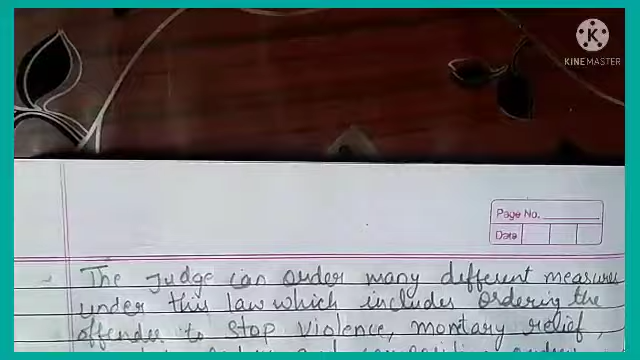 K
KINEMASTER
Page No.
Date
The Judge can order many different measures
under this law which includes ordering the
offender to stop violence, monitary relief,